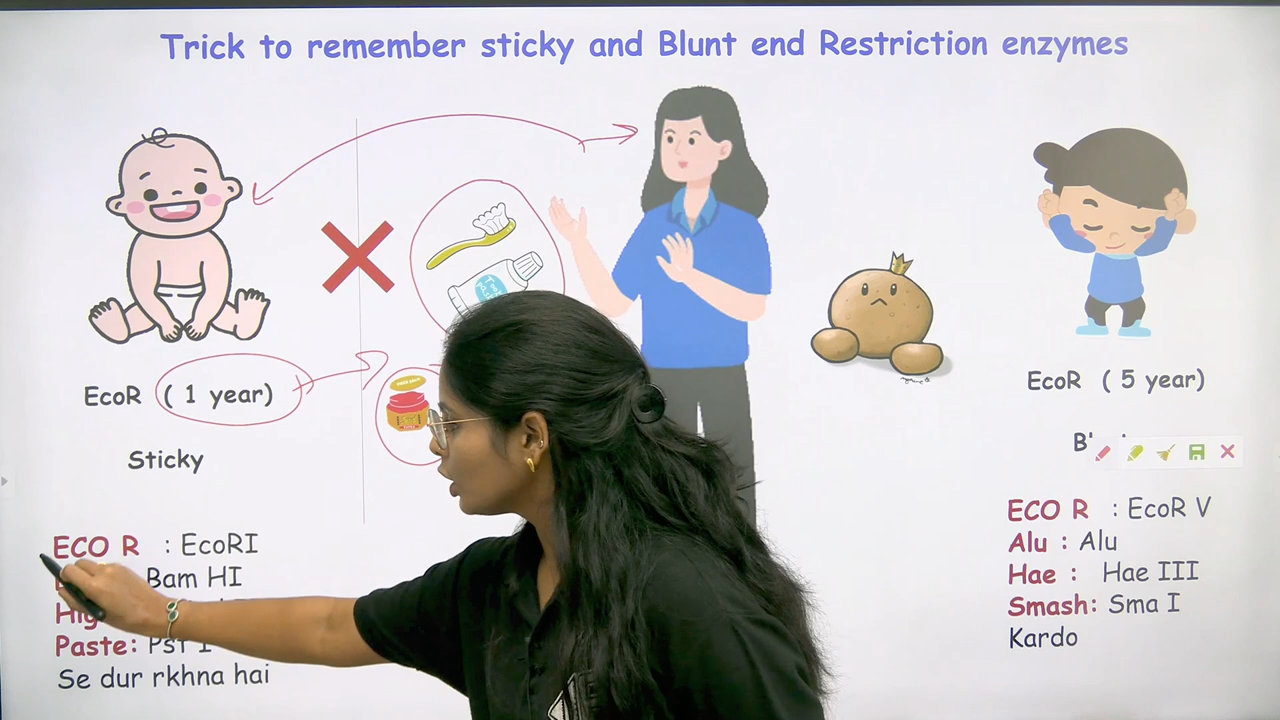 Trick to remember sticky and Blunt end Restriction enzymes
EcoR ( 1 year)
Sticky
ECO R : EcoRI
Bam HI
Paste: Pst I
Se dur rkhna hai
EcoR ( 5 year)
ECO R : EcoR V
Alu : Alu
Hae : Hae III
Smash: Sma I
Kardo